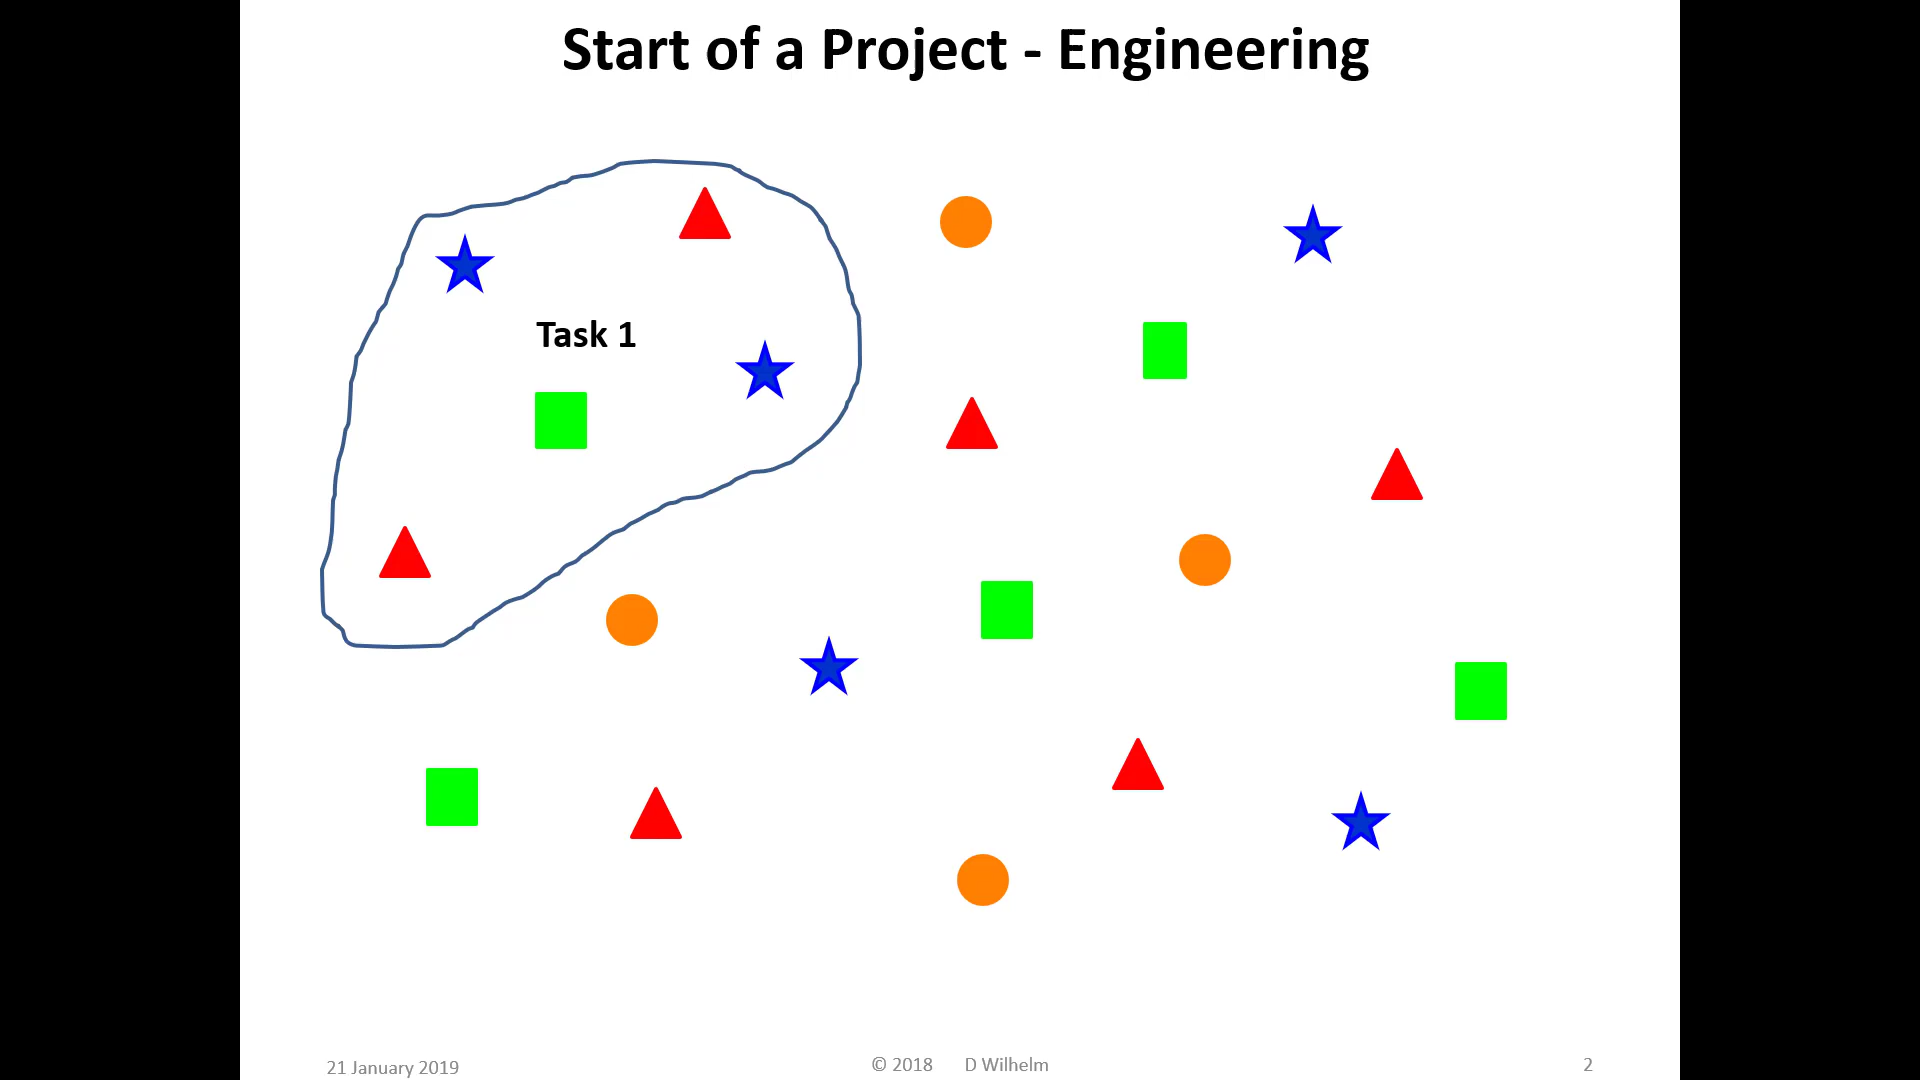 Start of a Project - Engineering
Task 1
21 January 2019
© 2018 D Wilhelm
2